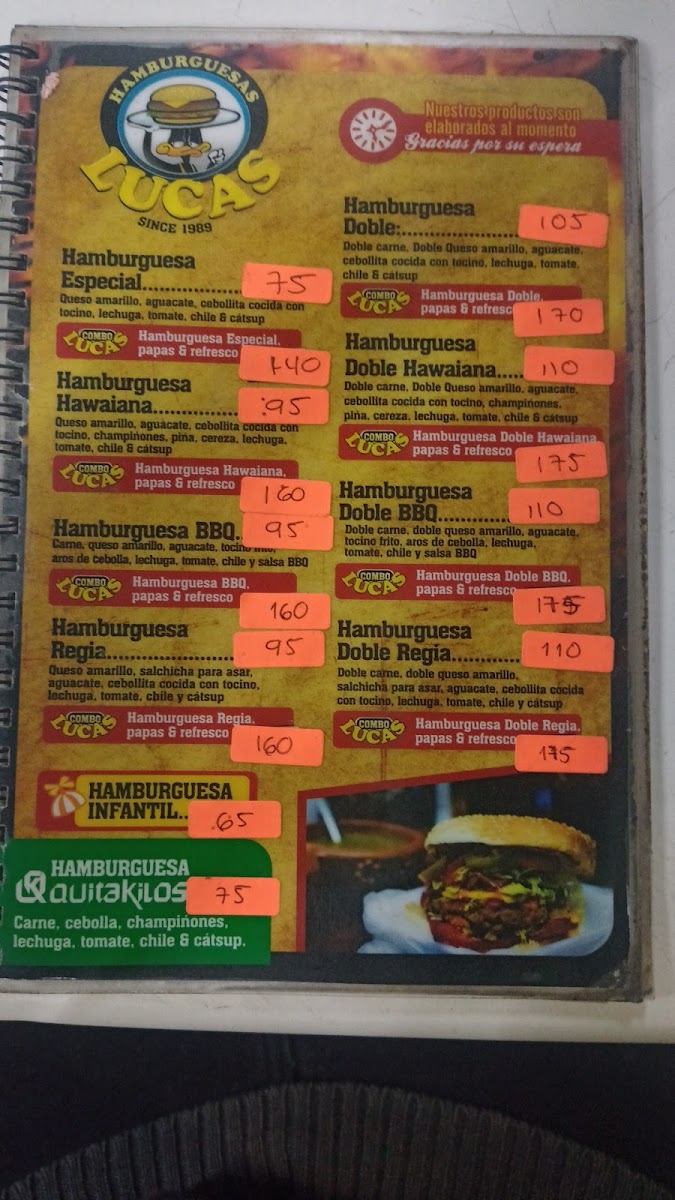 HAMBURGUESAS
LUCAS
SINCE 1989
Nuestros productos son
elaborados al momento
Gracias por su espera
Hamburguesa
Especial.................... 75
Queso amarillo, aguacate, cebollita cocida con
tocino, lechuga, tomate, chile & cátsup
COMBO LUCAS
Hamburguesa Especial,
papas & refresco 140
Hamburguesa
Hawaiana................. 95
Queso amarillo, aguacate, cebollita cocida con
tocino, champiñones, piña, cereza, lechuga,
tomate, chile & cátsup
COMBO LUCAS
Hamburguesa Hawaiana,
papas & refresco 160
Hamburguesa BBQ.. 95
Carne, queso amarillo, aguacate, tocino frito,
aros de cebolla, lechuga, tomate, chile y salsa BBQ
COMBO LUCAS
Hamburguesa BBQ,
papas & refresco 160
Hamburguesa
Regia......................... 95
Queso amarillo, salchicha para asar,
aguacate, cebollita cocida con tocino,
lechuga, tomate, chile y cátsup
COMBO LUCAS
Hamburguesa Regia,
papas & refresco 160
HAMBURGUESA
INFANTIL.. 65
HAMBURGUESA
Quitakilos 75
Carne, cebolla, champiñones,
lechuga, tomate, chile & cátsup.
Hamburguesa
Doble:....................... 105
Doble carne, Doble Queso amarillo, aguacate,
cebollita cocida con tocino, lechuga, tomate,
chile & cátsup
COMBO LUCAS
Hamburguesa Doble,
papas & refresco 170
Hamburguesa
Doble Hawaiana..... 110
Doble carne, Doble Queso amarillo, aguacate,
cebollita cocida con tocino, champiñones,
piña, cereza, lechuga, tomate, chile & cátsup
COMBO LUCAS
Hamburguesa Doble Hawaiana
papas & refresco 175
Hamburguesa
Doble BBQ.............. 110
Doble carne, doble queso amarillo, aguacate,
tocino frito, aros de cebolla, lechuga,
tomate, chile y salsa BBQ
COMBO LUCAS
Hamburguesa Doble BBQ,
papas & refresco 175
Hamburguesa
Doble Regia............. 110
Doble carne, doble queso amarillo,
salchicha para asar, aguacate, cebollita cocida
con tocino, lechuga, tomate, chile y cátsup
COMBO LUCAS
Hamburguesa Doble Regia,
papas & refresco 175